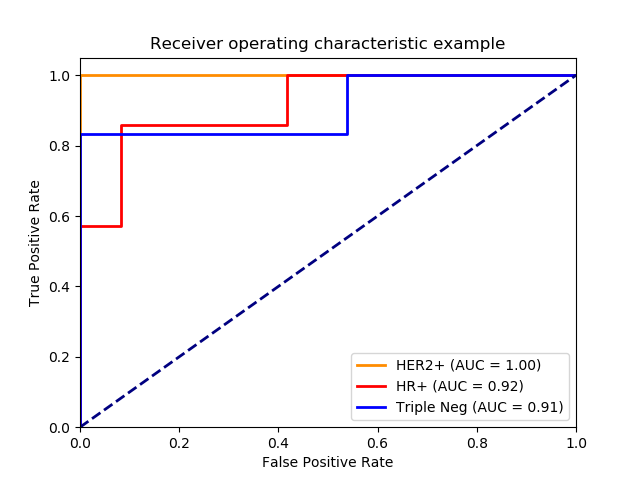 Receiver operating characteristic example
1.0
0.8
0.6
0.4
0.2
0.0
True Positive Rate
HER2+ (AUC = 1.00)
HR+ (AUC = 0.92)
Triple Neg (AUC = 0.91)
0.0 0.2 0.4 0.6 0.8 1.0
False Positive Rate